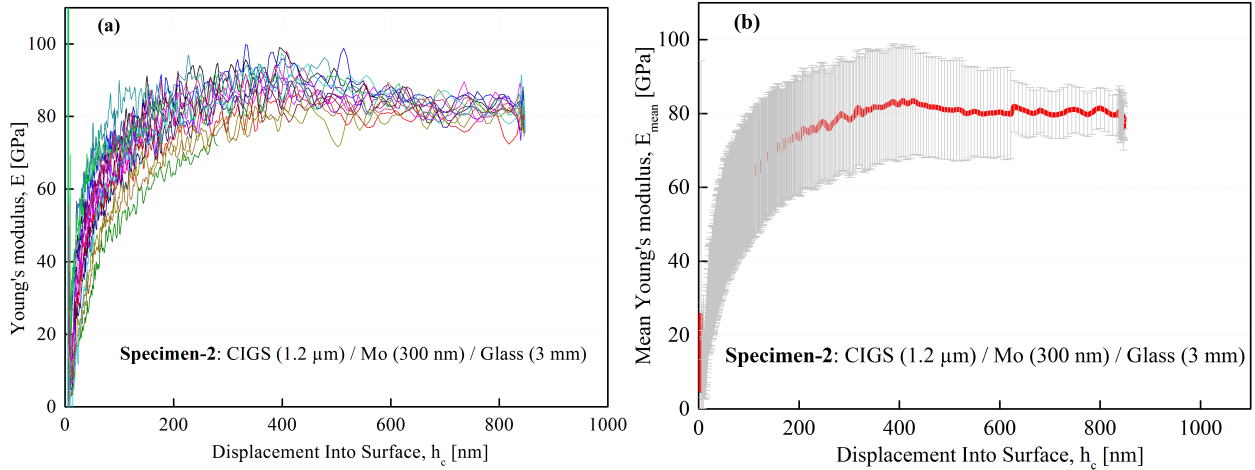 (a)
100
80
60
40
20
0
Young's modulus, E [GPa]
Specimen-2: CIGS (1.2 µm) / Mo (300 nm) / Glass (3 mm)
0 200 400 600 800 1000
Displacement Into Surface, h_c [nm]
(b)
100
80
60
40
20
0
Mean Young's modulus, E_mean [GPa]
Specimen-2: CIGS (1.2 µm) / Mo (300 nm) / Glass (3 mm)
0 200 400 600 800 1000
Displacement Into Surface, h_c [nm]